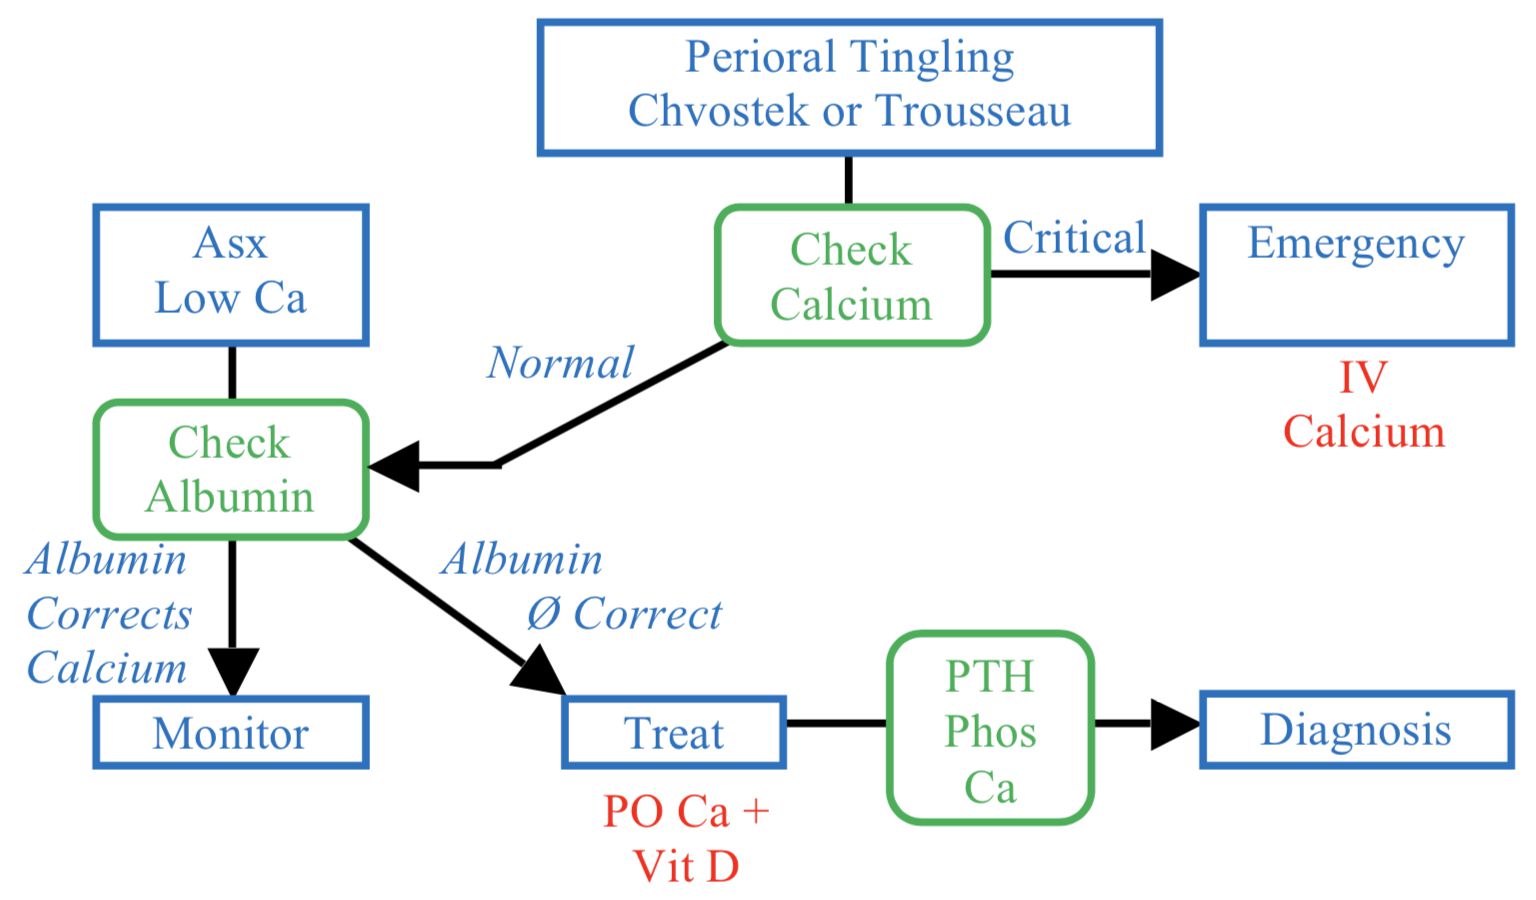 Perioral Tingling
Chvostek or Trousseau
Asx
Low Ca
Check
Calcium
Critical
Emergency
IV
Calcium
Normal
Check
Albumin
Albumin
Corrects
Calcium
Albumin
Ø Correct
Monitor
Treat
PO Ca +
Vit D
PTH
Phos
Ca
Diagnosis